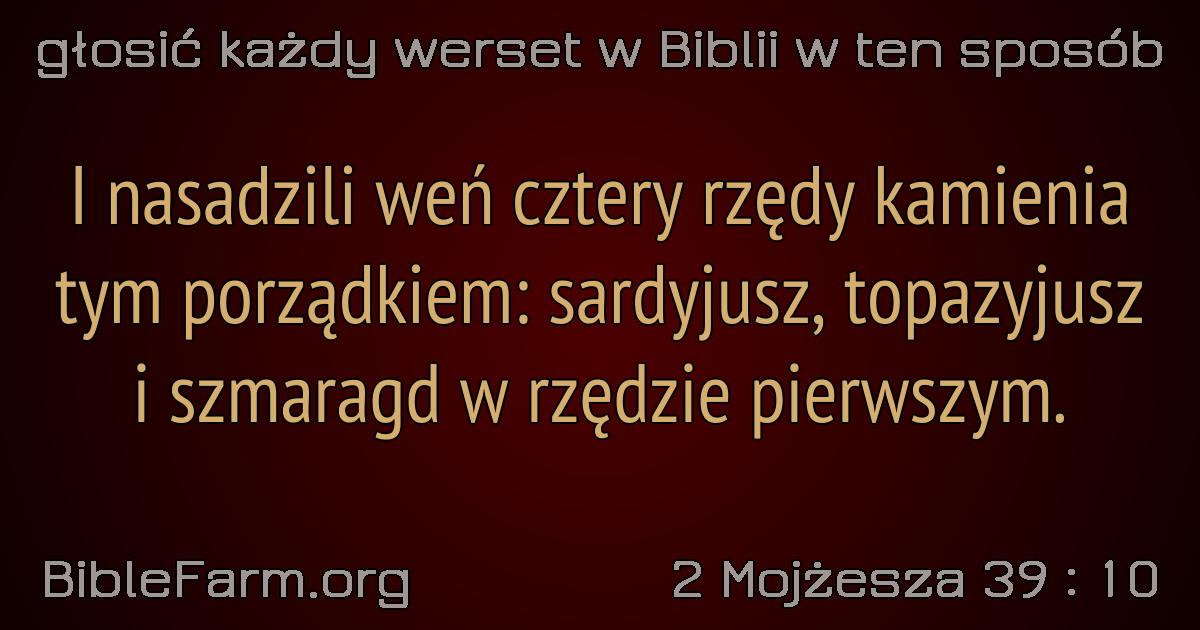 głosić każdy werset w Biblii w ten sposób
I nasadzili weń cztery rzędy kamienia
tym porządkiem: sardyjusz, topazyjusz
i szmaragd w rzędzie pierwszym.
BibleFarm.org
2 Mojżesza 39 : 10